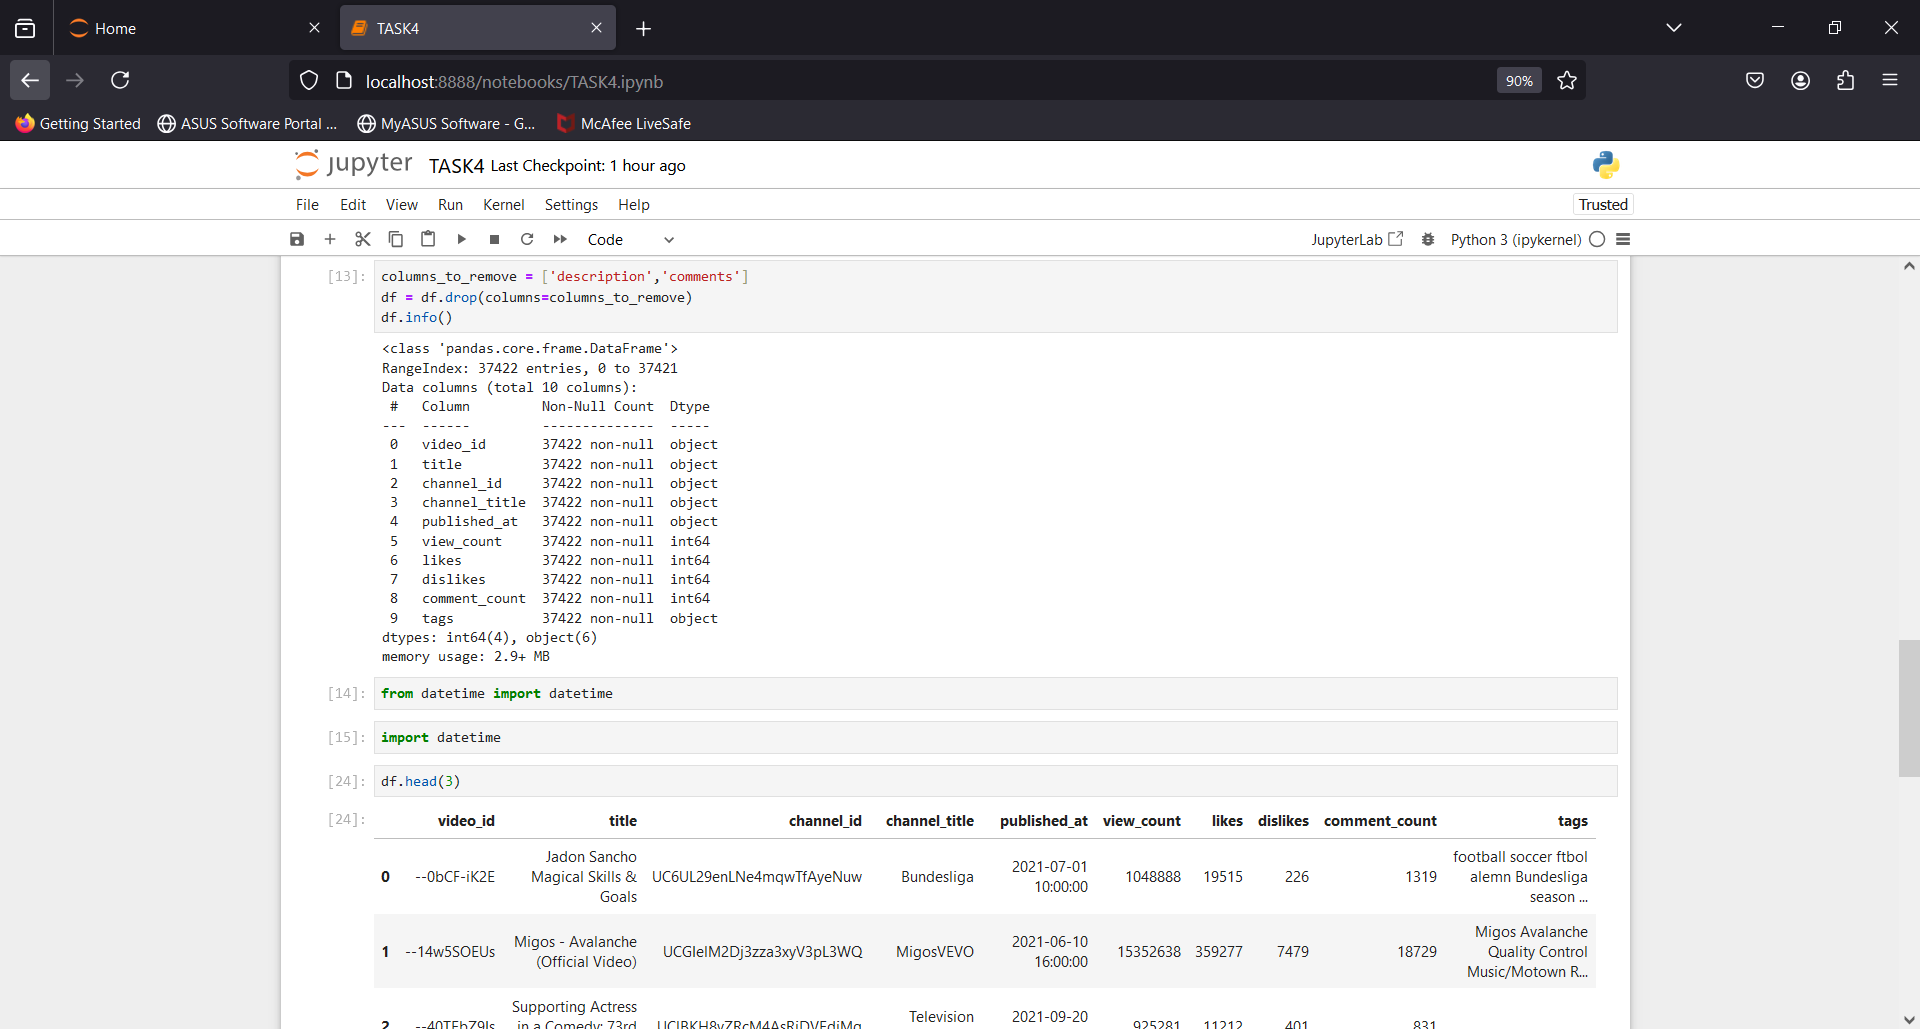 Home
TASK4
localhost:8888/notebooks/TASK4.ipynb
90%
Getting Started
ASUS Software Portal ...
MyASUS Software - G...
McAfee LiveSafe
jupyter TASK4 Last Checkpoint: 1 hour ago
File Edit View Run Kernel Settings Help
Trusted
Code
JupyterLab
Python 3 (ipykernel)
[13]: columns_to_remove = ['description','comments']
df = df.drop(columns=columns_to_remove)
df.info()
<class 'pandas.core.frame.DataFrame'>
RangeIndex: 37422 entries, 0 to 37421
Data columns (total 10 columns):
# Column Non-Null Count Dtype
--- ------ -------------- -----
0 video_id 37422 non-null object
1 title 37422 non-null object
2 channel_id 37422 non-null object
3 channel_title 37422 non-null object
4 published_at 37422 non-null object
5 view_count 37422 non-null int64
6 likes 37422 non-null int64
7 dislikes 37422 non-null int64
8 comment_count 37422 non-null int64
9 tags 37422 non-null object
dtypes: int64(4), object(6)
memory usage: 2.9+ MB
[14]: from datetime import datetime
[15]: import datetime
[24]: df.head(3)
[24]: video_id title channel_id channel_title published_at view_count likes dislikes comment_count tags
0 --0bCF-iK2E Jadon Sancho Magical Skills & Goals UC6UL29enLNe4mqwTfAyeNuw Bundesliga 2021-07-01 10:00:00 1048888 19515 226 1319 football soccer ftbol alemn Bundesliga season ...
1 --14w5SOEUs Migos - Avalanche (Official Video) UCGIelM2Dj3zza3xyV3pL3WQ MigosVEVO 2021-06-10 16:00:00 15352638 359277 7479 18729 Migos Avalanche Quality Control Music/Motown R...
2 Supporting Actress in a Comedy: 73rd Television 2021-09-20 925281 11212 401 831